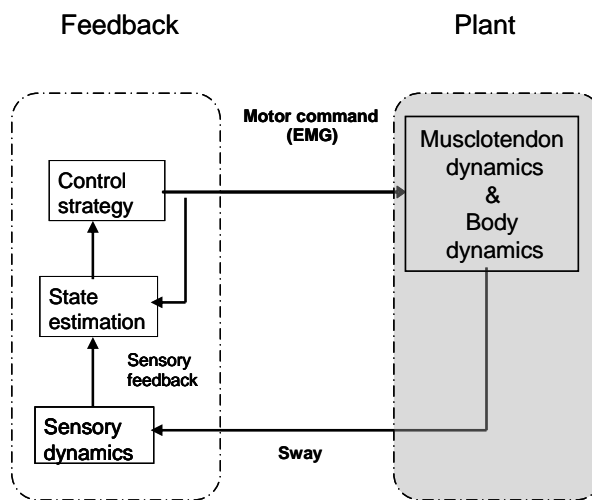 Feedback
Plant
Motor command
(EMG)
Musclotendon
dynamics
&
Body
dynamics
Control
strategy
State
estimation
Sensory
feedback
Sensory
dynamics
Sway